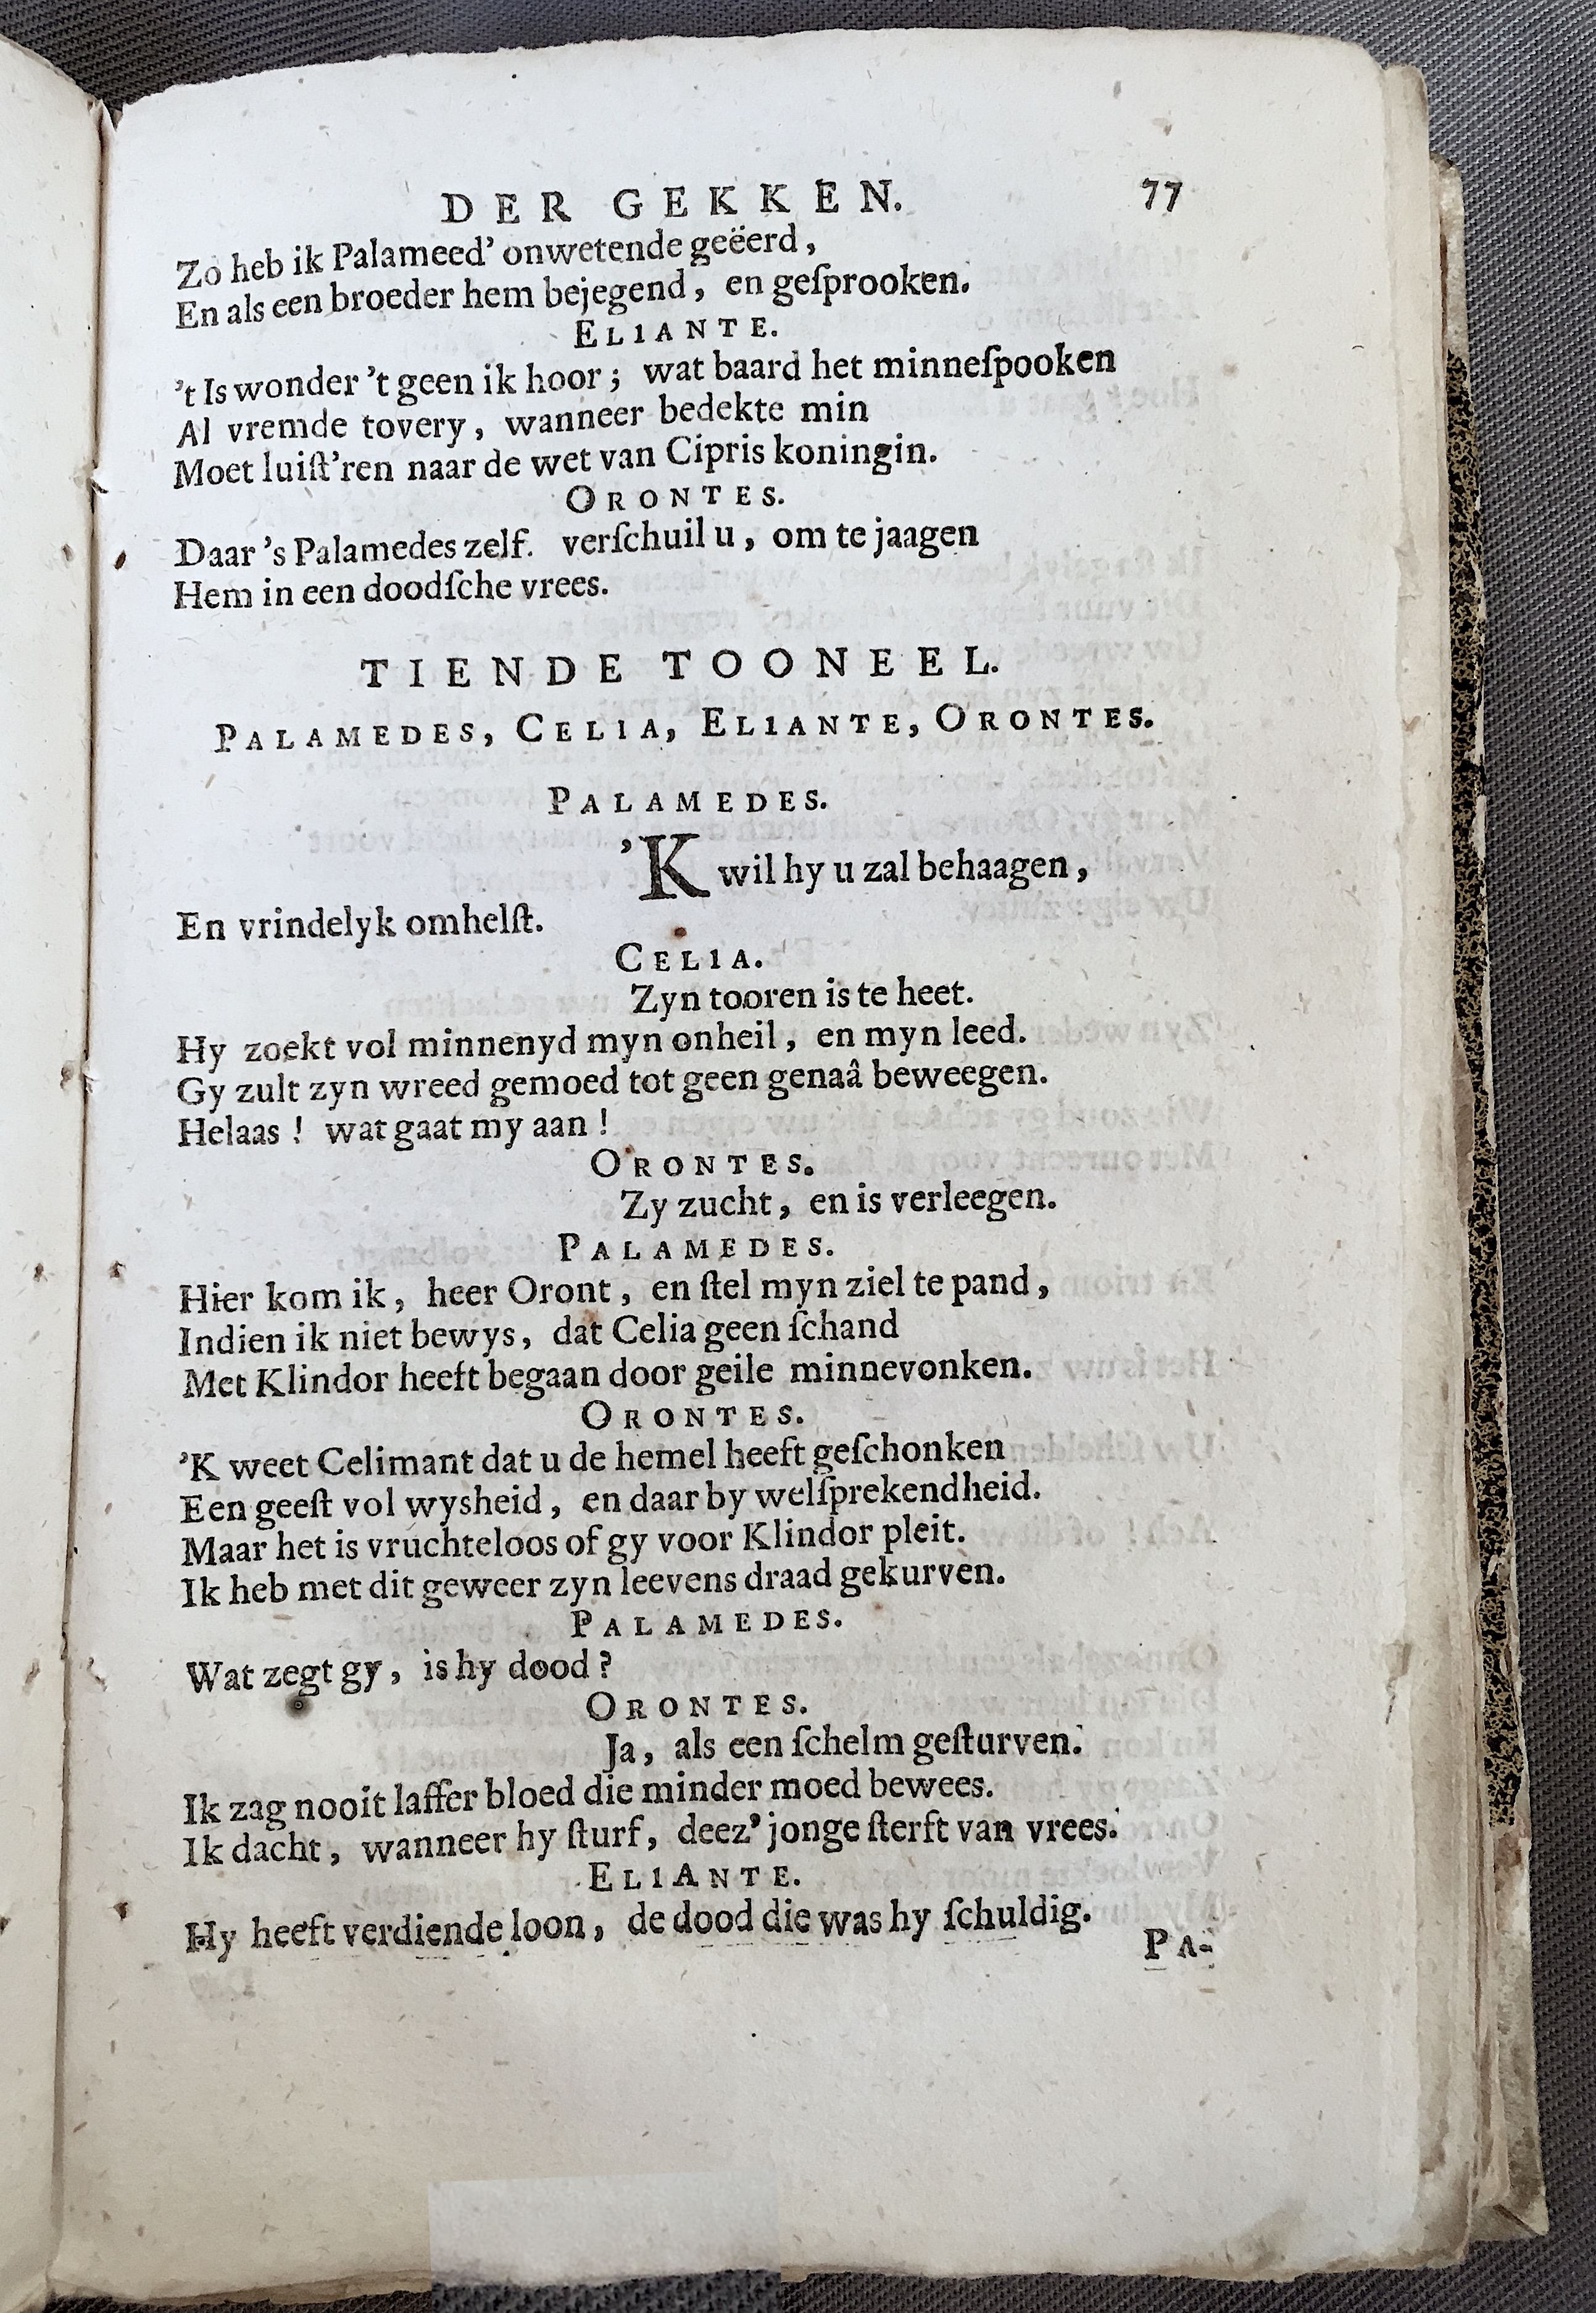 DER GEKKEN. 77
Zo heb ik Palameed' onwetende geëerd,
En als een broeder hem bejegend, en geſprooken.
ELIANTE.
't Is wonder 't geen ik hoor; wat baard het minneſpooken
Al vremde tovery, wanneer bedekte min
Moet luiſt'ren naar de wet van Cipris koningin.
ORONTES.
Daar 's Palamedes zelf. verſchuil u, om te jaagen
Hem in een doodſche vrees.
TIENDE TOONEEL.
PALAMEDES, CELIA, ELIANTE, ORONTES.
PALAMEDES.
'K wil hy u zal behaagen,
En vrindelyk omhelſt.
CELIA.
Zyn tooren is te heet.
Hy zoekt vol minnenyd myn onheil, en myn leed.
Gy zult zyn wreed gemoed tot geen genaâ beweegen.
Helaas! wat gaat my aan!
ORONTES.
Zy zucht, en is verleegen.
PALAMEDES.
Hier kom ik, heer Oront, en ſtel myn ziel te pand,
Indien ik niet bewys, dat Celia geen ſchand
Met Klindor heeft begaan door geile minnevonken.
ORONTES.
'K weet Celimant dat u de hemel heeft geſchonken
Een geeſt vol wysheid, en daar by welſprekendheid.
Maar het is vruchteloos of gy voor Klindor pleit.
Ik heb met dit geweer zyn leevens draad gekurven.
PALAMEDES.
Wat zegt gy, is hy dood?
ORONTES.
Ja, als een ſchelm geſturven.
Ik zag nooit laffer bloed die minder moed bewees.
Ik dacht, wanneer hy ſturf, deez' jonge ſterft van vrees.
ELIANTE.
Hy heeft verdiende loon, de dood die was hy ſchuldig.
PA-